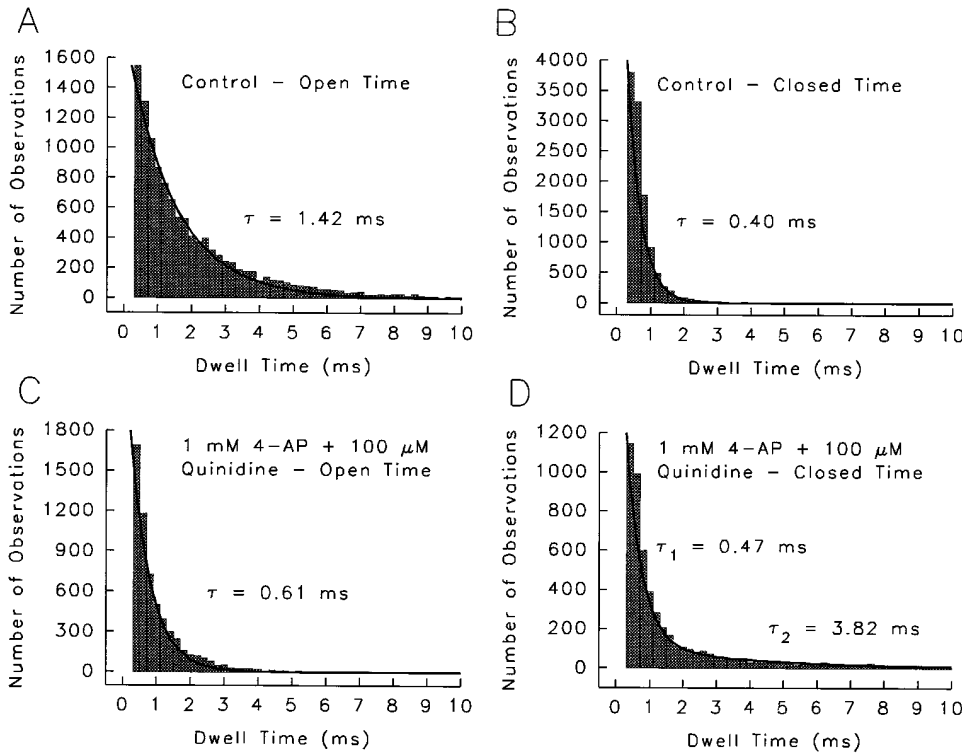 A
Number of Observations
1600
1400
1200
1000
800
600
400
200
0
Control – Open Time
τ = 1.42 ms
0 1 2 3 4 5 6 7 8 9 10
Dwell Time (ms)
B
Number of Observations
4000
3500
3000
2500
2000
1500
1000
500
0
Control – Closed Time
τ = 0.40 ms
0 1 2 3 4 5 6 7 8 9 10
Dwell Time (ms)
C
Number of Observations
1800
1500
1200
900
600
300
0
1 mM 4–AP + 100 μM
Quinidine – Open Time
τ = 0.61 ms
0 1 2 3 4 5 6 7 8 9 10
Dwell Time (ms)
D
Number of Observations
1200
1000
800
600
400
200
0
1 mM 4–AP + 100 μM
Quinidine – Closed Time
τ1 = 0.47 ms
τ2 = 3.82 ms
0 1 2 3 4 5 6 7 8 9 10
Dwell Time (ms)